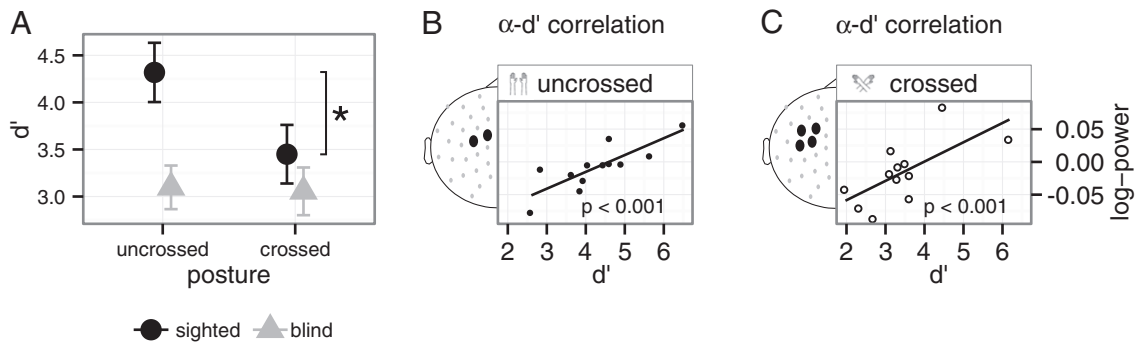 A
4.5
4.0
3.5
3.0
d'
*
uncrossed crossed
posture
sighted blind
B
α-d' correlation
uncrossed
p < 0.001
2 3 4 5 6
d'
C
α-d' correlation
crossed
p < 0.001
0.05
0.00
-0.05
log−power
2 3 4 5 6
d'